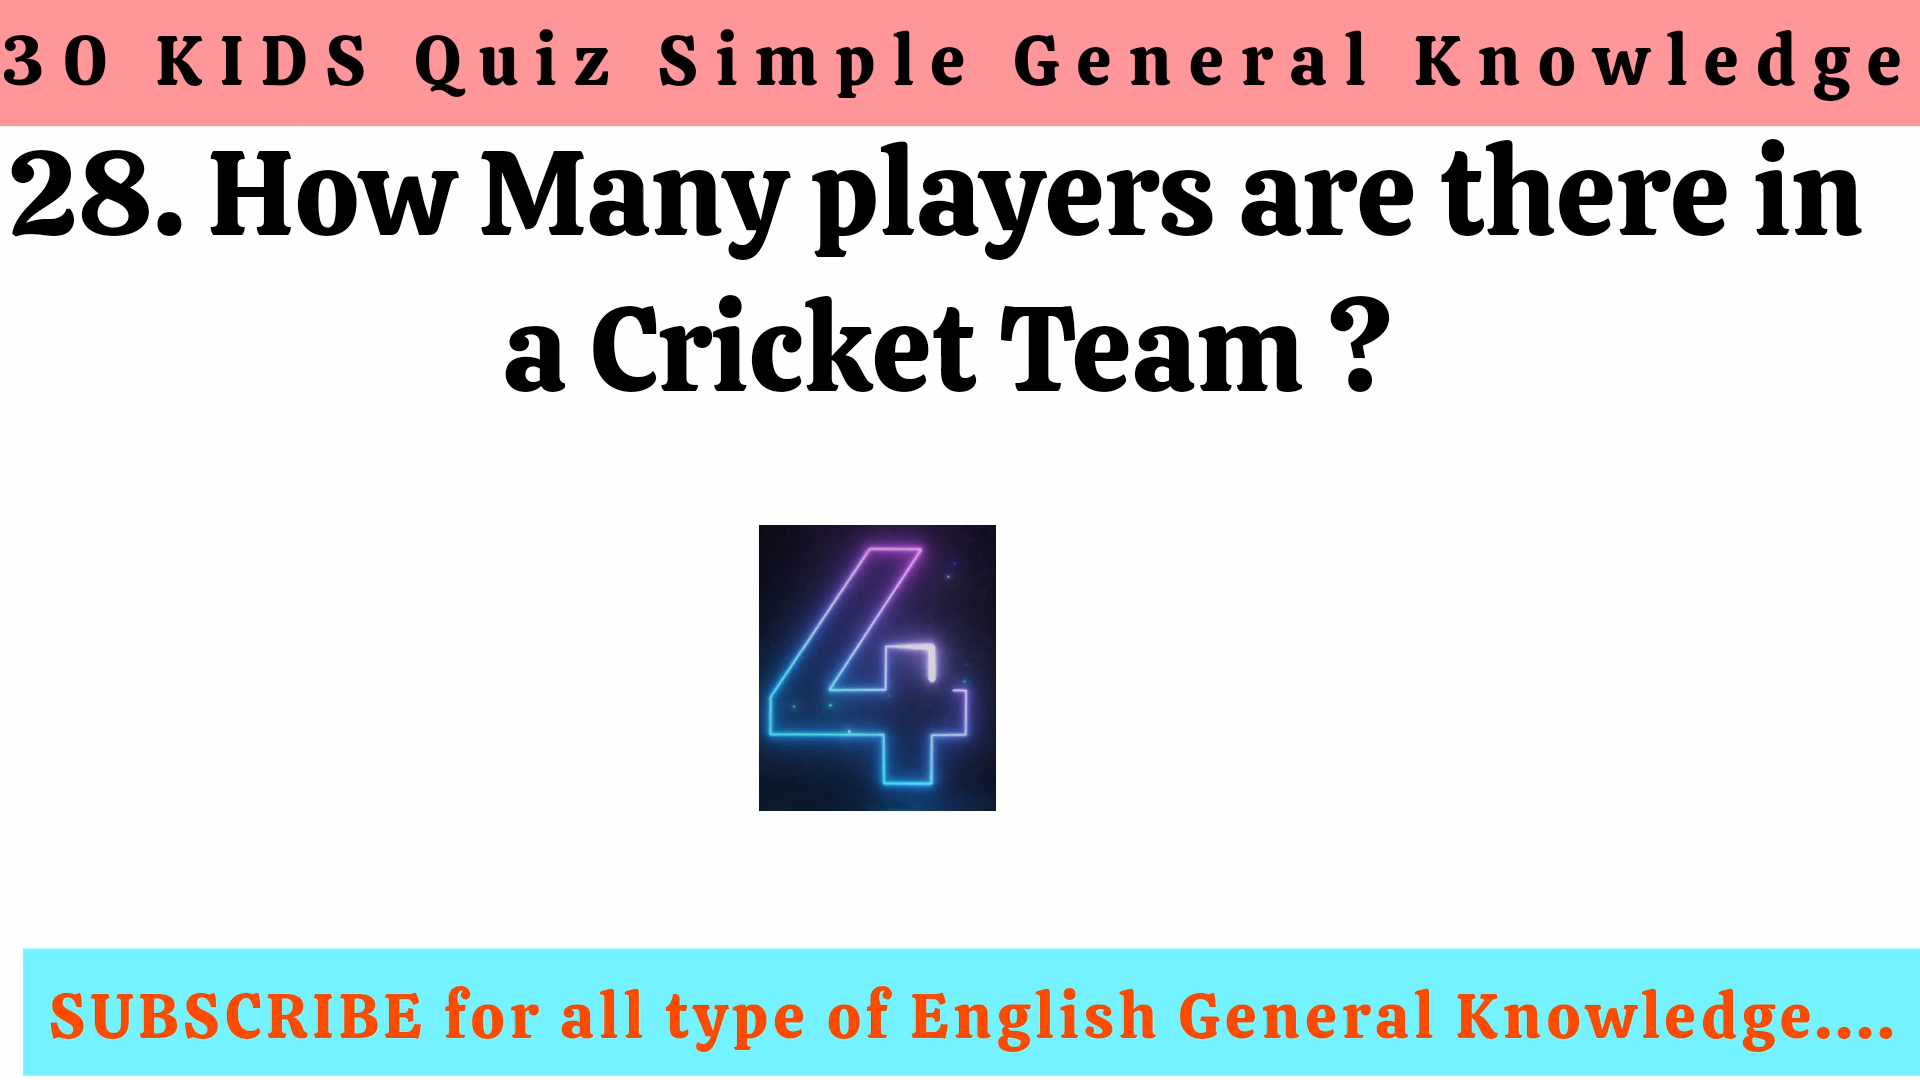 30 KIDS Quiz Simple General Knowledge
28. How Many players are there in
a Cricket Team ?
4
SUBSCRIBE for all type of English General Knowledge....